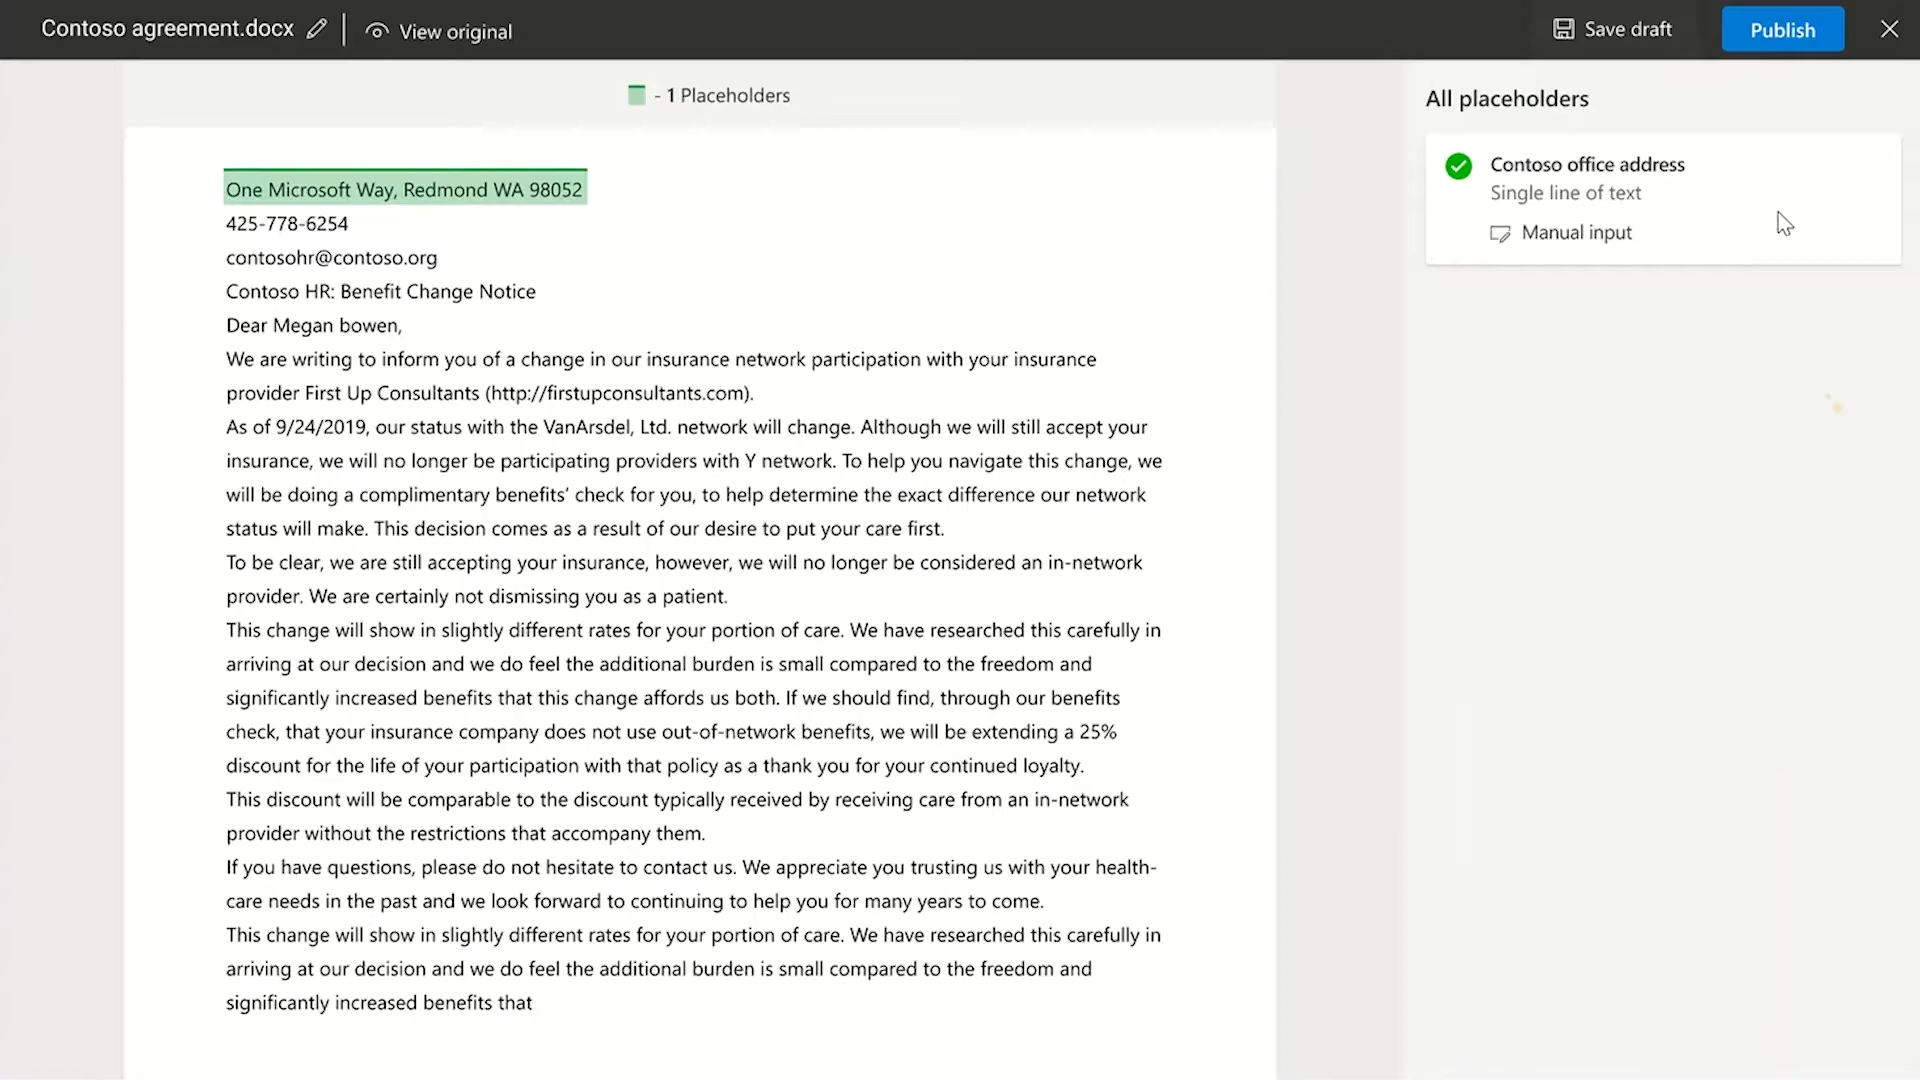 Contoso agreement.docx
View original
Save draft
Publish
- 1 Placeholders
All placeholders
Contoso office address
Single line of text
Manual input
One Microsoft Way, Redmond WA 98052
425-778-6254
contosohr@contoso.org
Contoso HR: Benefit Change Notice
Dear Megan bowen,
We are writing to inform you of a change in our insurance network participation with your insurance
provider First Up Consultants (http://firstupconsultants.com).
As of 9/24/2019, our status with the VanArsdel, Ltd. network will change. Although we will still accept your
insurance, we will no longer be participating providers with Y network. To help you navigate this change, we
will be doing a complimentary benefits’ check for you, to help determine the exact difference our network
status will make. This decision comes as a result of our desire to put your care first.
To be clear, we are still accepting your insurance, however, we will no longer be considered an in-network
provider. We are certainly not dismissing you as a patient.
This change will show in slightly different rates for your portion of care. We have researched this carefully in
arriving at our decision and we do feel the additional burden is small compared to the freedom and
significantly increased benefits that this change affords us both. If we should find, through our benefits
check, that your insurance company does not use out-of-network benefits, we will be extending a 25%
discount for the life of your participation with that policy as a thank you for your continued loyalty.
This discount will be comparable to the discount typically received by receiving care from an in-network
provider without the restrictions that accompany them.
If you have questions, please do not hesitate to contact us. We appreciate you trusting us with your health-
care needs in the past and we look forward to continuing to help you for many years to come.
This change will show in slightly different rates for your portion of care. We have researched this carefully in
arriving at our decision and we do feel the additional burden is small compared to the freedom and
significantly increased benefits that